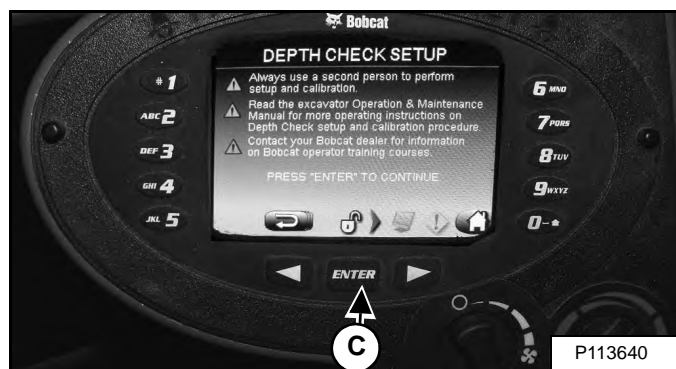 Bobcat
DEPTH CHECK SETUP
Always use a second person to perform
setup and calibration.
Read the excavator Operation & Maintenance
Manual for more operating instructions on
Depth Check setup and calibration procedure.
Contact your Bobcat dealer for information
on Bobcat operator training courses.
PRESS "ENTER" TO CONTINUE
* 1
ABC 2
DEF 3
GHI 4
JKL 5
6 MNO
7 PQRS
8 TUV
9 WXYZ
0
ENTER
C
P113640